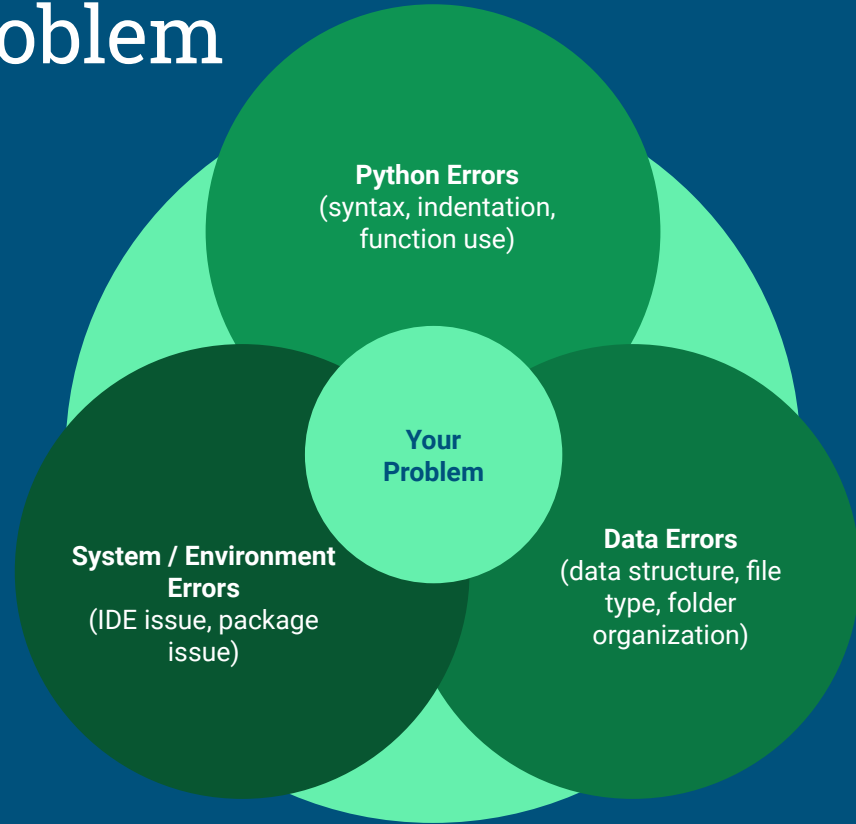 oblem
Python Errors
(syntax, indentation,
function use)
Your
Problem
System / Environment
Errors
(IDE issue, package
issue)
Data Errors
(data structure, file
type, folder
organization)